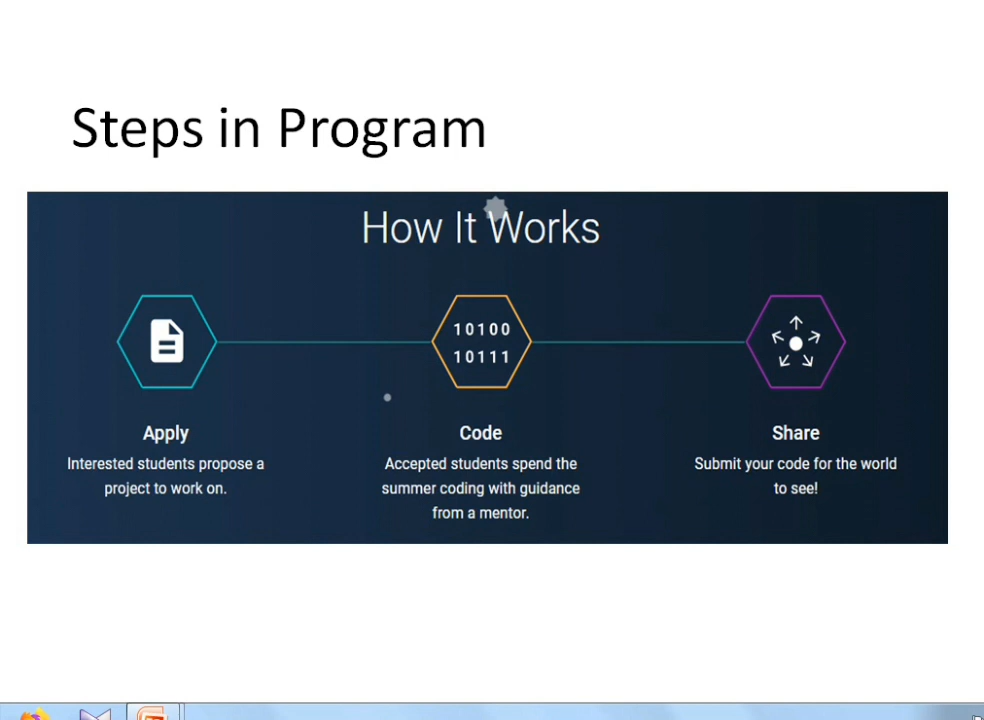 Steps in Program
How It Works
10100
10111
Apply
Code
Share
Interested students propose a
project to work on.
Accepted students spend the
summer coding with guidance
from a mentor.
Submit your code for the world
to see!